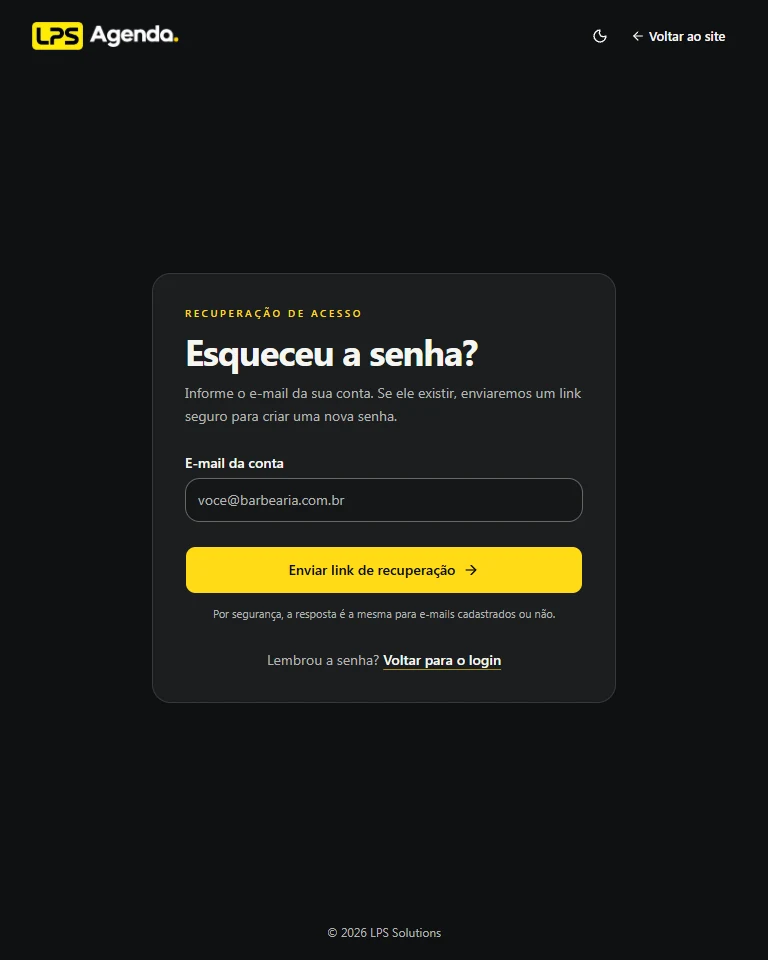 LPS Agenda.
← Voltar ao site
RECUPERAÇÃO DE ACESSO
Esqueceu a senha?
Informe o e-mail da sua conta. Se ele existir, enviaremos um link
seguro para criar uma nova senha.
E-mail da conta
voce@barbearia.com.br
Enviar link de recuperação →
Por segurança, a resposta é a mesma para e-mails cadastrados ou não.
Lembrou a senha? Voltar para o login
© 2026 LPS Solutions